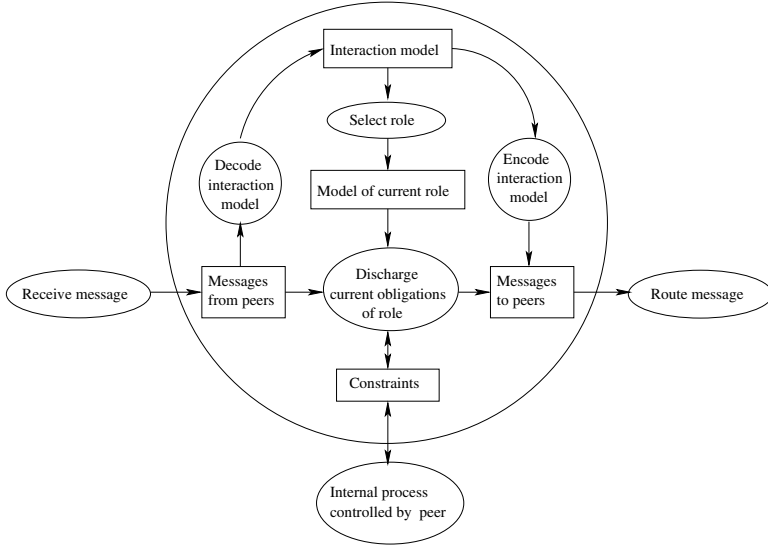 Interaction model
Select role
Decode
interaction
model
Encode
interaction
model
Model of current role
Receive message
Messages
from peers
Discharge
current obligations
of role
Messages
to peers
Route message
Constraints
Internal process
controlled by peer